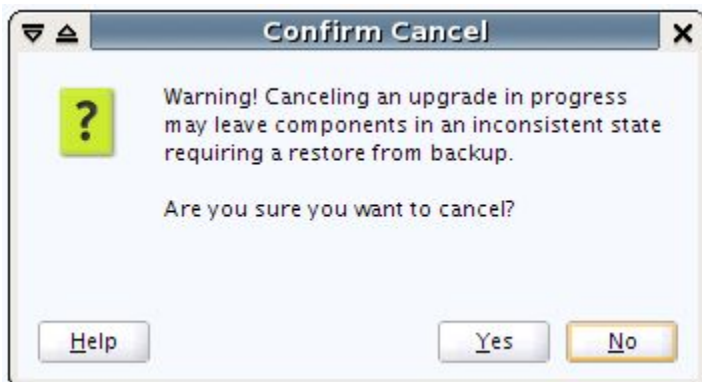 Confirm Cancel
?
Warning! Canceling an upgrade in progress
may leave components in an inconsistent state
requiring a restore from backup.
Are you sure you want to cancel?
Help Yes No